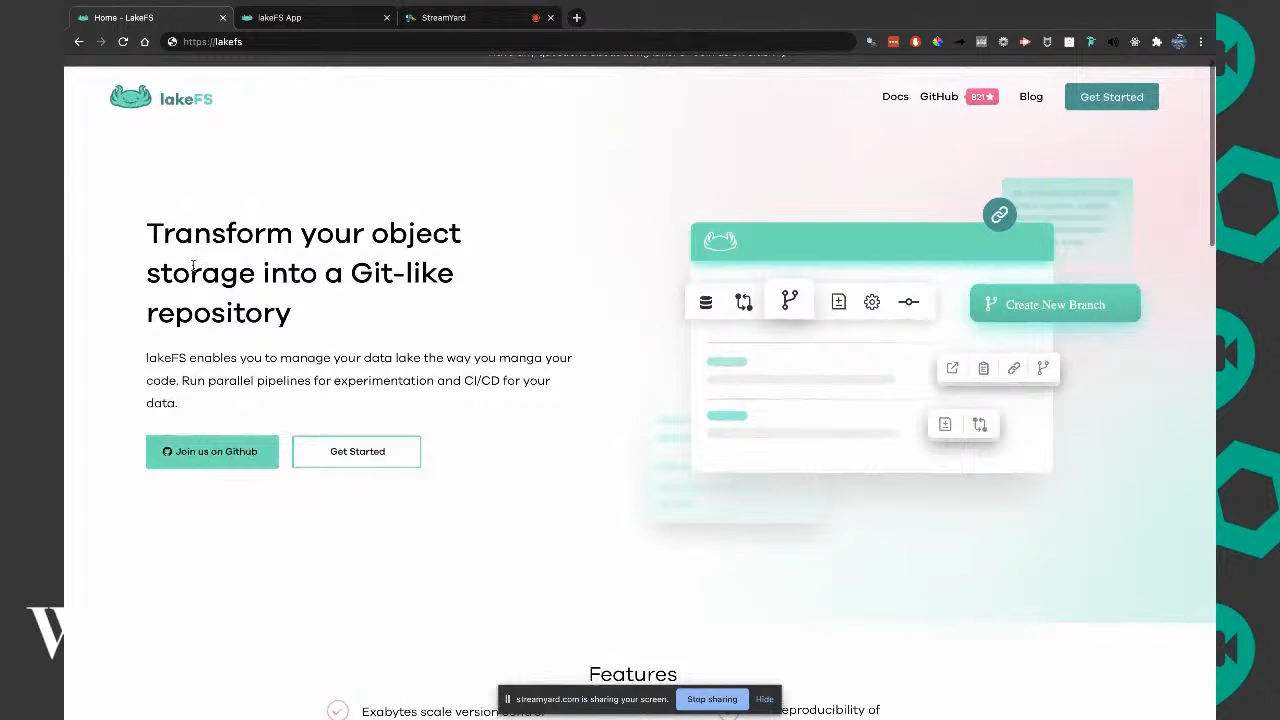 Home - LakeFS
lakeFS App
StreamYard
https://lakefs
lakeFS
Docs
GitHub
821
Blog
Get Started
Transform your object
storage into a Git-like
repository
lakeFS enables you to manage your data lake the way you manga your
code. Run parallel pipelines for experimentation and CI/CD for your
data.
Join us on Github
Get Started
Create New Branch
Features
Exabytes scale version control
eproducibility of
streamyard.com is sharing your screen.
Stop sharing
Hide